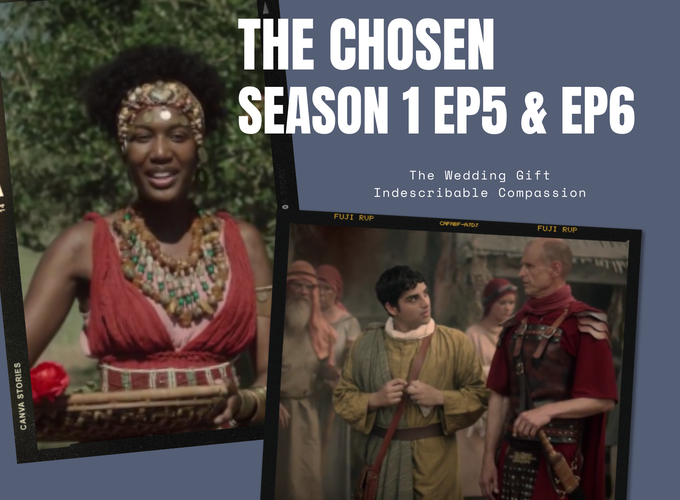 THE CHOSEN
SEASON 1 EP5 & EP6
The Wedding Gift
Indescribable Compassion
FUJI RVP
FUJI RVP
CANVA STORIES